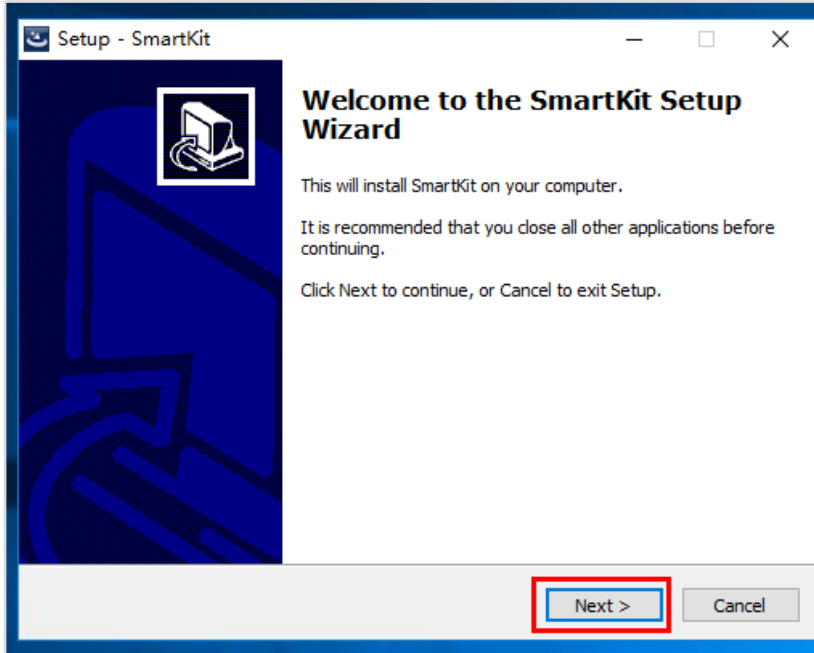 Setup - SmartKit
Welcome to the SmartKit Setup
Wizard
This will install SmartKit on your computer.
It is recommended that you close all other applications before
continuing.
Click Next to continue, or Cancel to exit Setup.
Next >
Cancel